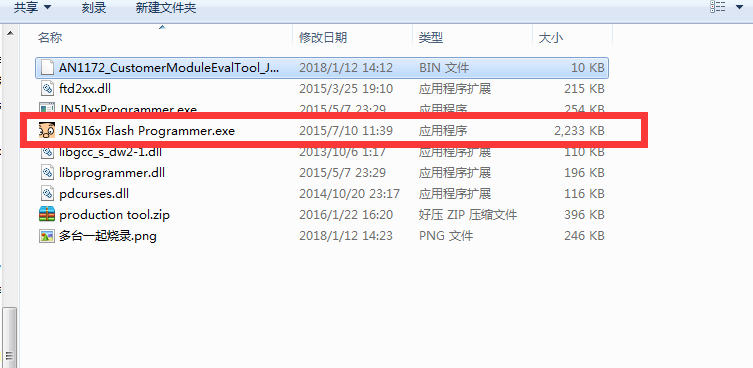 共享 刻录 新建文件夹
名称 修改日期 类型 大小
AN1172_CustomerModuleEvalTool_J... 2018/1/12 14:12 BIN 文件 10 KB
ftd2xx.dll 2015/3/25 19:10 应用程序扩展 215 KB
JN51xxProgrammer.exe 2015/5/7 23:29 应用程序 254 KB
JN516x Flash Programmer.exe 2015/7/10 11:39 应用程序 2,233 KB
libgcc_s_dw2-1.dll 2013/10/6 1:17 应用程序扩展 110 KB
libprogrammer.dll 2015/5/7 23:29 应用程序扩展 196 KB
pdcurses.dll 2014/10/20 23:17 应用程序扩展 116 KB
production tool.zip 2016/1/22 16:20 好压 ZIP 压缩文件 396 KB
多台一起烧录.png 2018/1/12 14:23 PNG 文件 246 KB